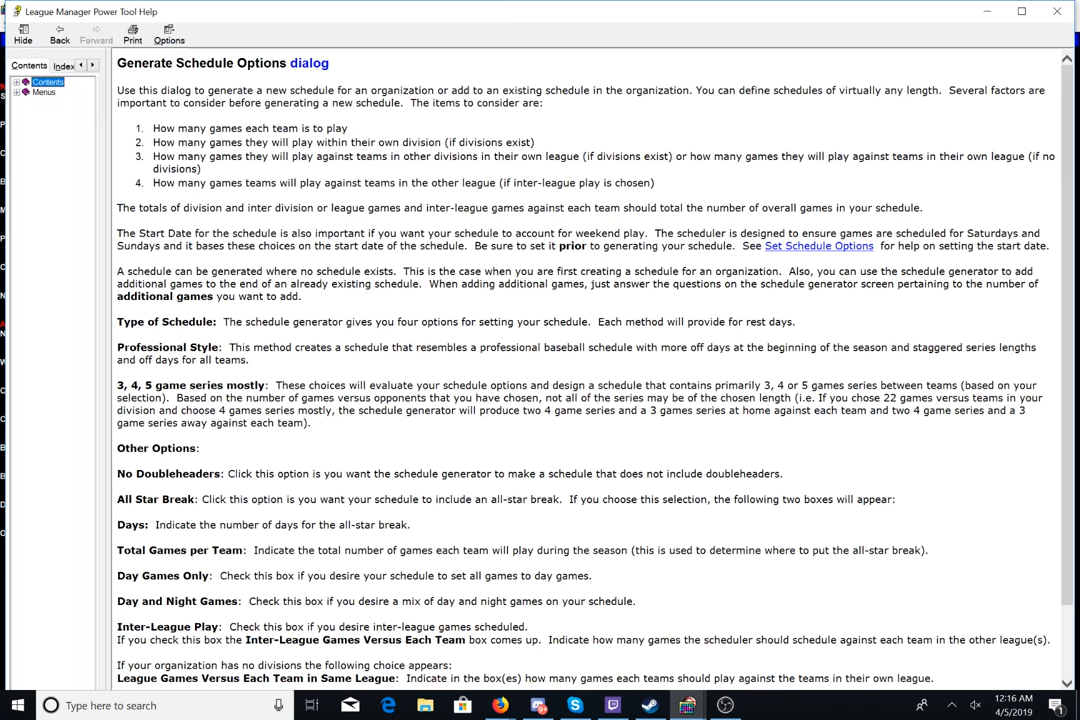 League Manager Power Tool Help
Hide Back Forward Print Options
Contents Index
Contents
Menus
Generate Schedule Options dialog
Use this dialog to generate a new schedule for an organization or add to an existing schedule in the organization. You can define schedules of virtually any length. Several factors are
important to consider before generating a new schedule. The items to consider are:
1. How many games each team is to play
2. How many games they will play within their own division (if divisions exist)
3. How many games they will play against teams in other divisions in their own league (if divisions exist) or how many games they will play against teams in their own league (if no
divisions)
4. How many games teams will play against teams in the other league (if inter-league play is chosen)
The totals of division and inter division or league games and inter-league games against each team should total the number of overall games in your schedule.
The Start Date for the schedule is also important if you want your schedule to account for weekend play. The scheduler is designed to ensure games are scheduled for Saturdays and
Sundays and it bases these choices on the start date of the schedule. Be sure to set it prior to generating your schedule. See Set Schedule Options for help on setting the start date.
A schedule can be generated where no schedule exists. This is the case when you are first creating a schedule for an organization. Also, you can use the schedule generator to add
additional games to the end of an already existing schedule. When adding additional games, just answer the questions on the schedule generator screen pertaining to the number of
additional games you want to add.
Type of Schedule: The schedule generator gives you four options for setting your schedule. Each method will provide for rest days.
Professional Style: This method creates a schedule that resembles a professional baseball schedule with more off days at the beginning of the season and staggered series lengths
and off days for all teams.
3, 4, 5 game series mostly: These choices will evaluate your schedule options and design a schedule that contains primarily 3, 4 or 5 games series between teams (based on your
selection). Based on the number of games versus opponents that you have chosen, not all of the series may be of the chosen length (i.e. If you chose 22 games versus teams in your
division and choose 4 games series mostly, the schedule generator will produce two 4 game series and a 3 games series at home against each team and two 4 game series and a 3
game series away against each team).
Other Options:
No Doubleheaders: Click this option is you want the schedule generator to make a schedule that does not include doubleheaders.
All Star Break: Click this option is you want your schedule to include an all-star break. If you choose this selection, the following two boxes will appear:
Days: Indicate the number of days for the all-star break.
Total Games per Team: Indicate the total number of games each team will play during the season (this is used to determine where to put the all-star break).
Day Games Only: Check this box if you desire your schedule to set all games to day games.
Day and Night Games: Check this box if you desire a mix of day and night games on your schedule.
Inter-League Play: Check this box if you desire inter-league games scheduled.
If you check this box the Inter-League Games Versus Each Team box comes up. Indicate how many games the scheduler should schedule against each team in the other league(s).
If your organization has no divisions the following choice appears:
League Games Versus Each Team in Same League: Indicate in the box(es) how many games each teams should play against the teams in their own league.
Type here to search
12:16 AM
4/5/2019